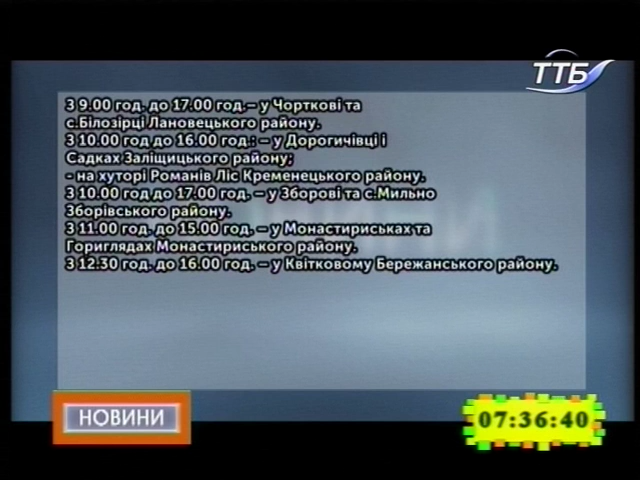 ТТБ
З 9.00 год. до 17.00 год.– у Чорткові та
с.Білозірці Лановецького району.
З 10.00 год до 16.00 год.: – у Дорогичівці і
Садках Заліщицького району;
- на хуторі Романів Ліс Кременецького району.
З 10.00 год до 17.00 год. – у Зборові та с.Мильно
Зборівського району.
З 11.00 год. до 15.00 год. – у Монастириськах та
Гориглядах Монастириського району.
З 12.30 год. до 16.00 год. – у Квітковому Бережанського району.
НОВИНИ
07:36:40